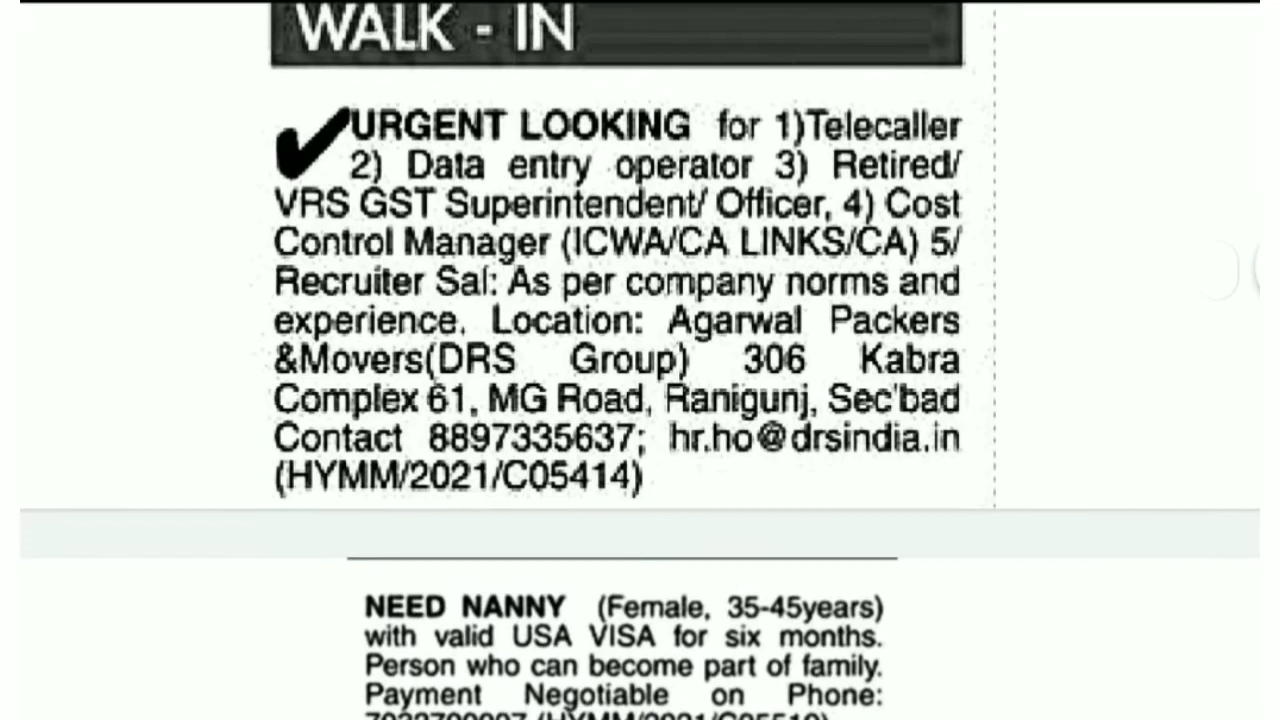 WALK - IN
✔URGENT LOOKING for 1)Telecaller
2) Data entry operator 3) Retired/
VRS GST Superintendent/ Officer, 4) Cost
Control Manager (ICWA/CA LINKS/CA) 5/
Recruiter Sal: As per company norms and
experience. Location: Agarwal Packers
&Movers(DRS Group) 306 Kabra
Complex 61, MG Road, Ranigunj, Sec'bad
Contact 8897335637; hr.ho@drsindia.in
(HYMM/2021/C05414)
NEED NANNY (Female, 35-45years)
with valid USA VISA for six months.
Person who can become part of family.
Payment Negotiable on Phone: